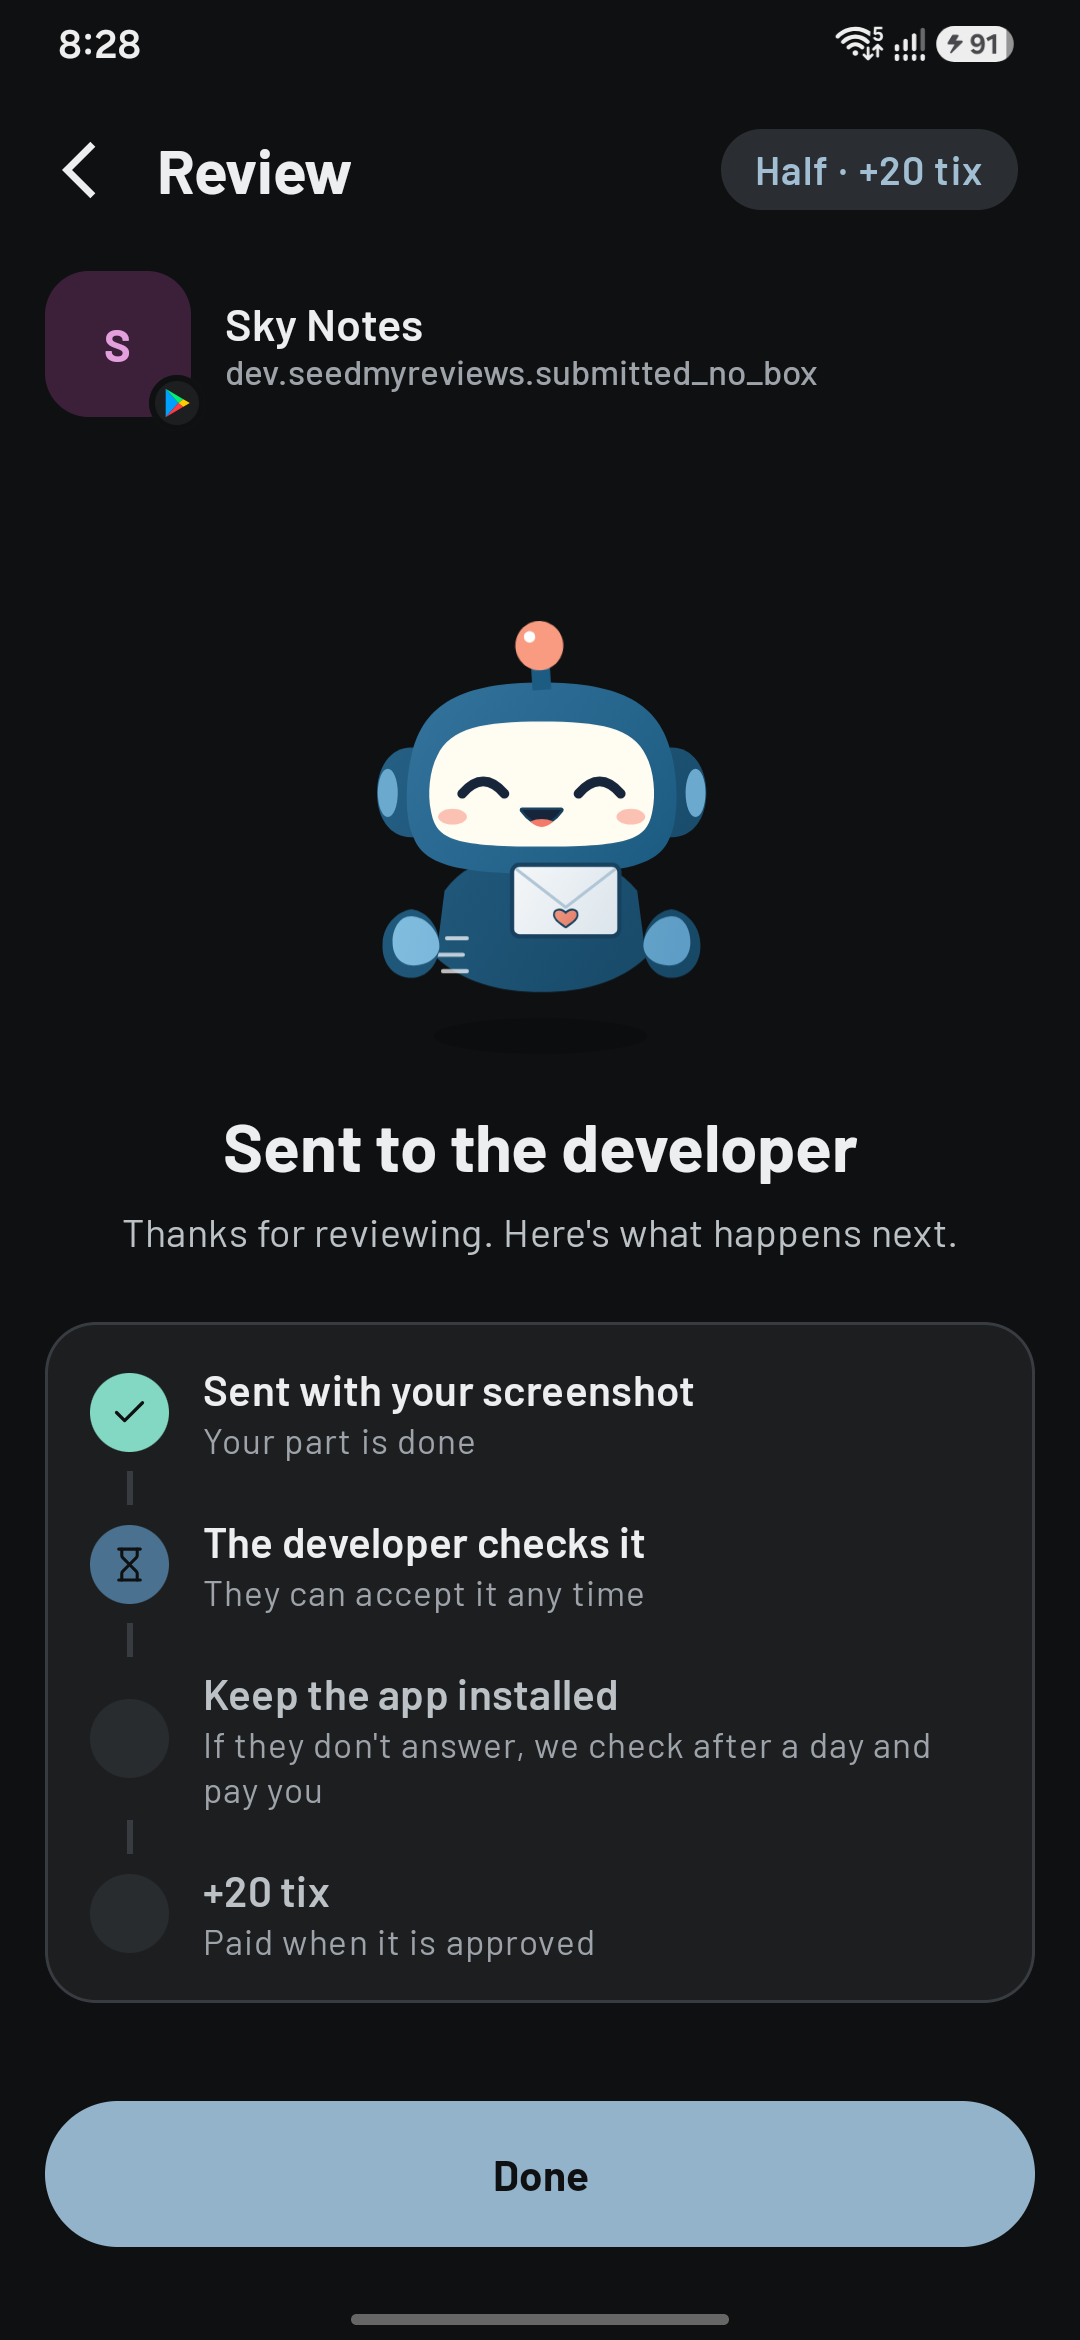 8:28
5
91
Review
Half · +20 tix
S
Sky Notes
dev.seedmyreviews.submitted_no_box
Sent to the developer
Thanks for reviewing. Here's what happens next.
Sent with your screenshot
Your part is done
The developer checks it
They can accept it any time
Keep the app installed
If they don't answer, we check after a day and
pay you
+20 tix
Paid when it is approved
Done